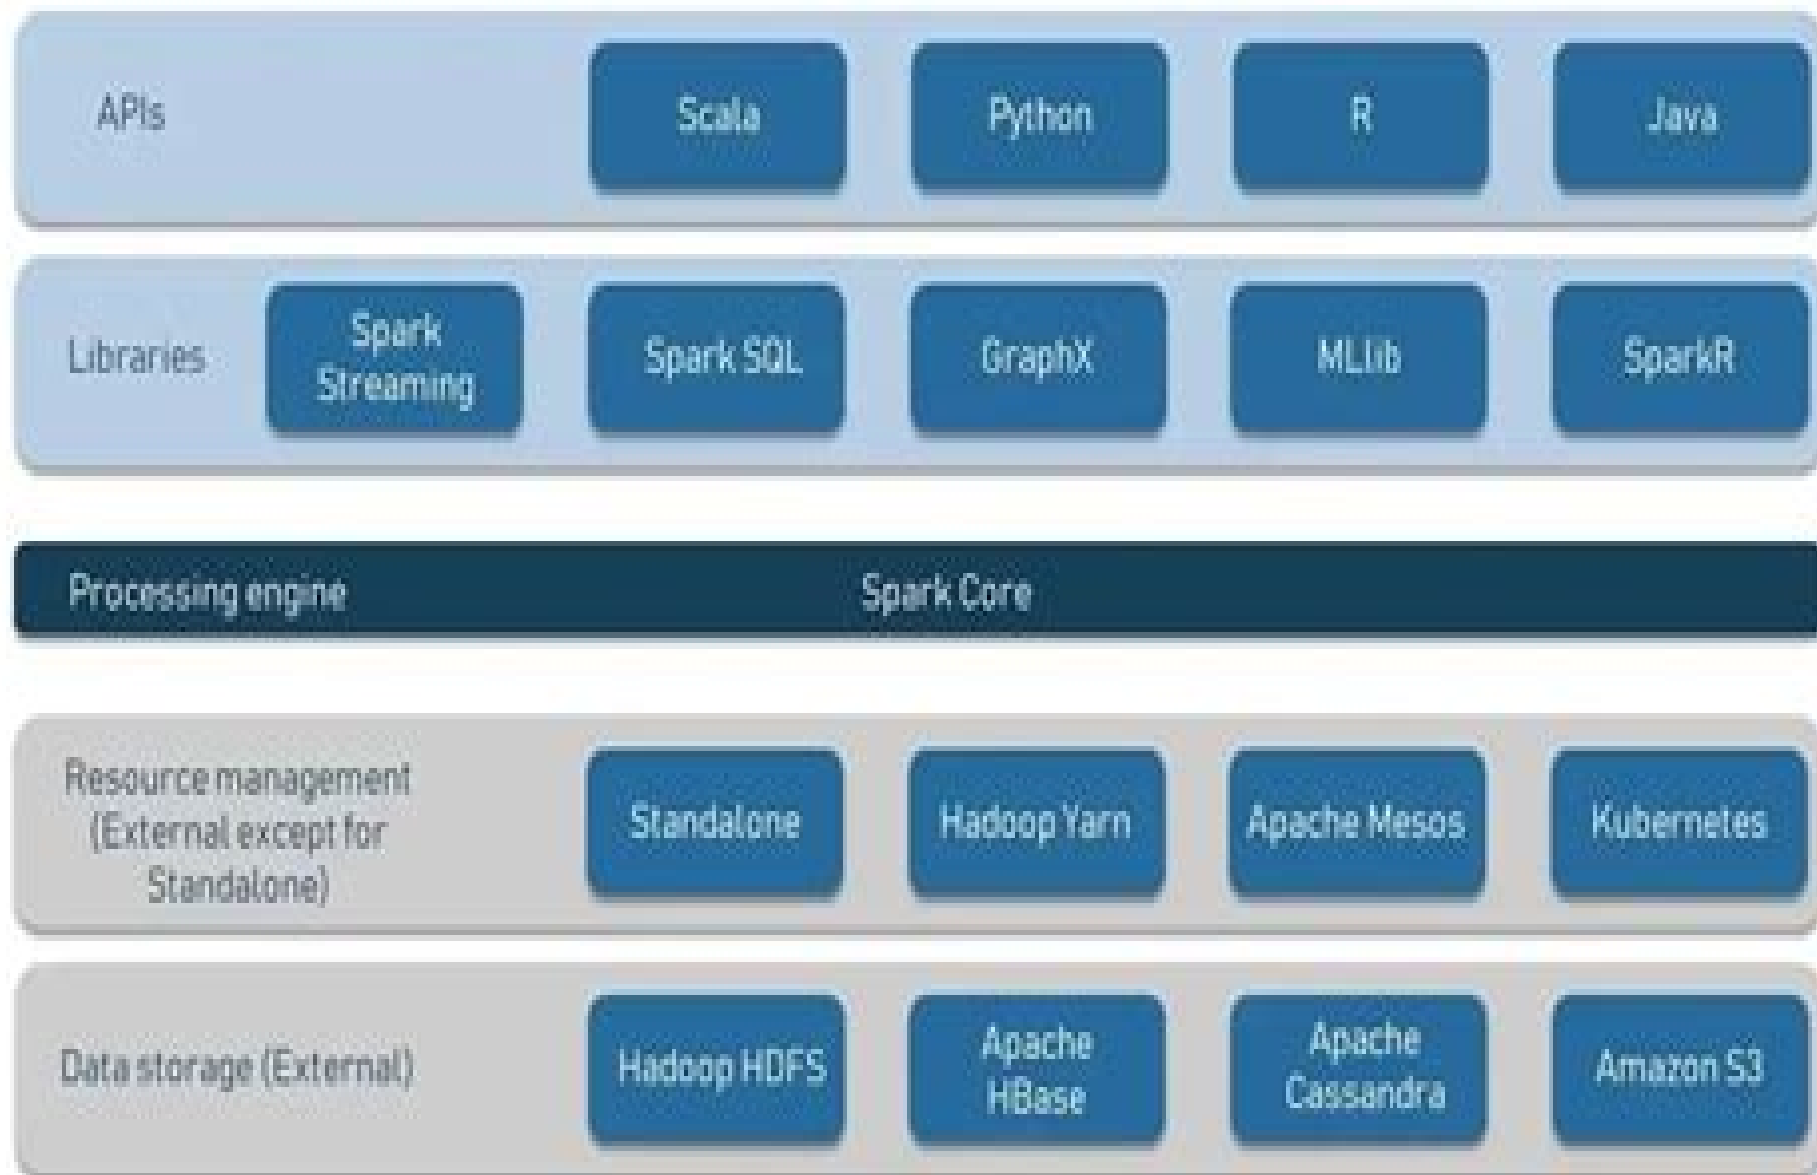 APIs
Scala
Python
R
Java
Libraries
Spark
Streaming
Spark SQL
GraphX
MLlib
SparkR
Processing engine
Spark Core
Resource management
(External except for
Standalone)
Standalone
Hadoop Yarn
Apache Mesos
Kubernetes
Data storage (External)
Hadoop HDFS
Apache
HBase
Apache
Cassandra
Amazon S3